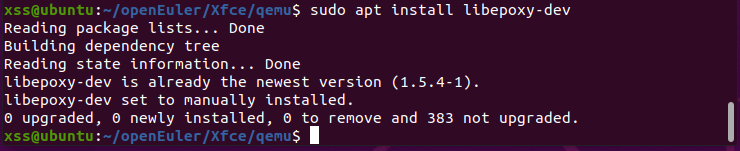 xss@ubuntu:~/openEuler/Xfce/qemu$ sudo apt install libepoxy-dev
Reading package lists... Done
Building dependency tree
Reading state information... Done
libepoxy-dev is already the newest version (1.5.4-1).
libepoxy-dev set to manually installed.
0 upgraded, 0 newly installed, 0 to remove and 383 not upgraded.
xss@ubuntu:~/openEuler/Xfce/qemu$